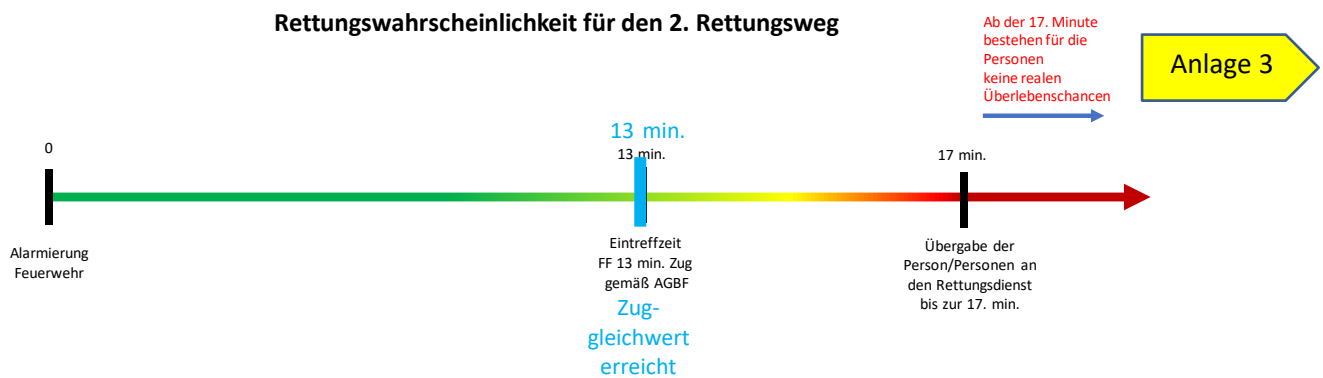 Rettungswahrscheinlichkeit für den 2. Rettungsweg
Ab der 17. Minute
bestehen für die
Personen
keine realen
Überlebenschancen
Anlage 3
13 min.
0
13 min.
17 min.
Alarmierung
Feuerwehr
Eintreffzeit
FF 13 min. Zug
gemäß AGBF
Zug-
gleichwert
erreicht
Übergabe der
Person/Personen an
den Rettungsdienst
bis zur 17. min.